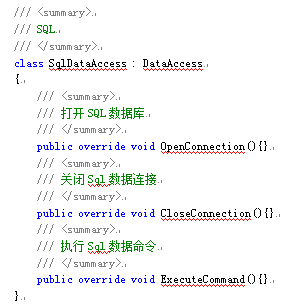 /// <summary>
/// SQL
/// </summary>
class SqlDataAccess : DataAccess
{
/// <summary>
/// 打开SQL数据库
/// </summary>
public override void OpenConnection(){}
/// <summary>
/// 关闭Sql数据连接
/// </summary>
public override void CloseConnection(){}
/// <summary>
/// 执行Sql数据命令
/// </summary>
public override void ExecuteCommand(){}
}